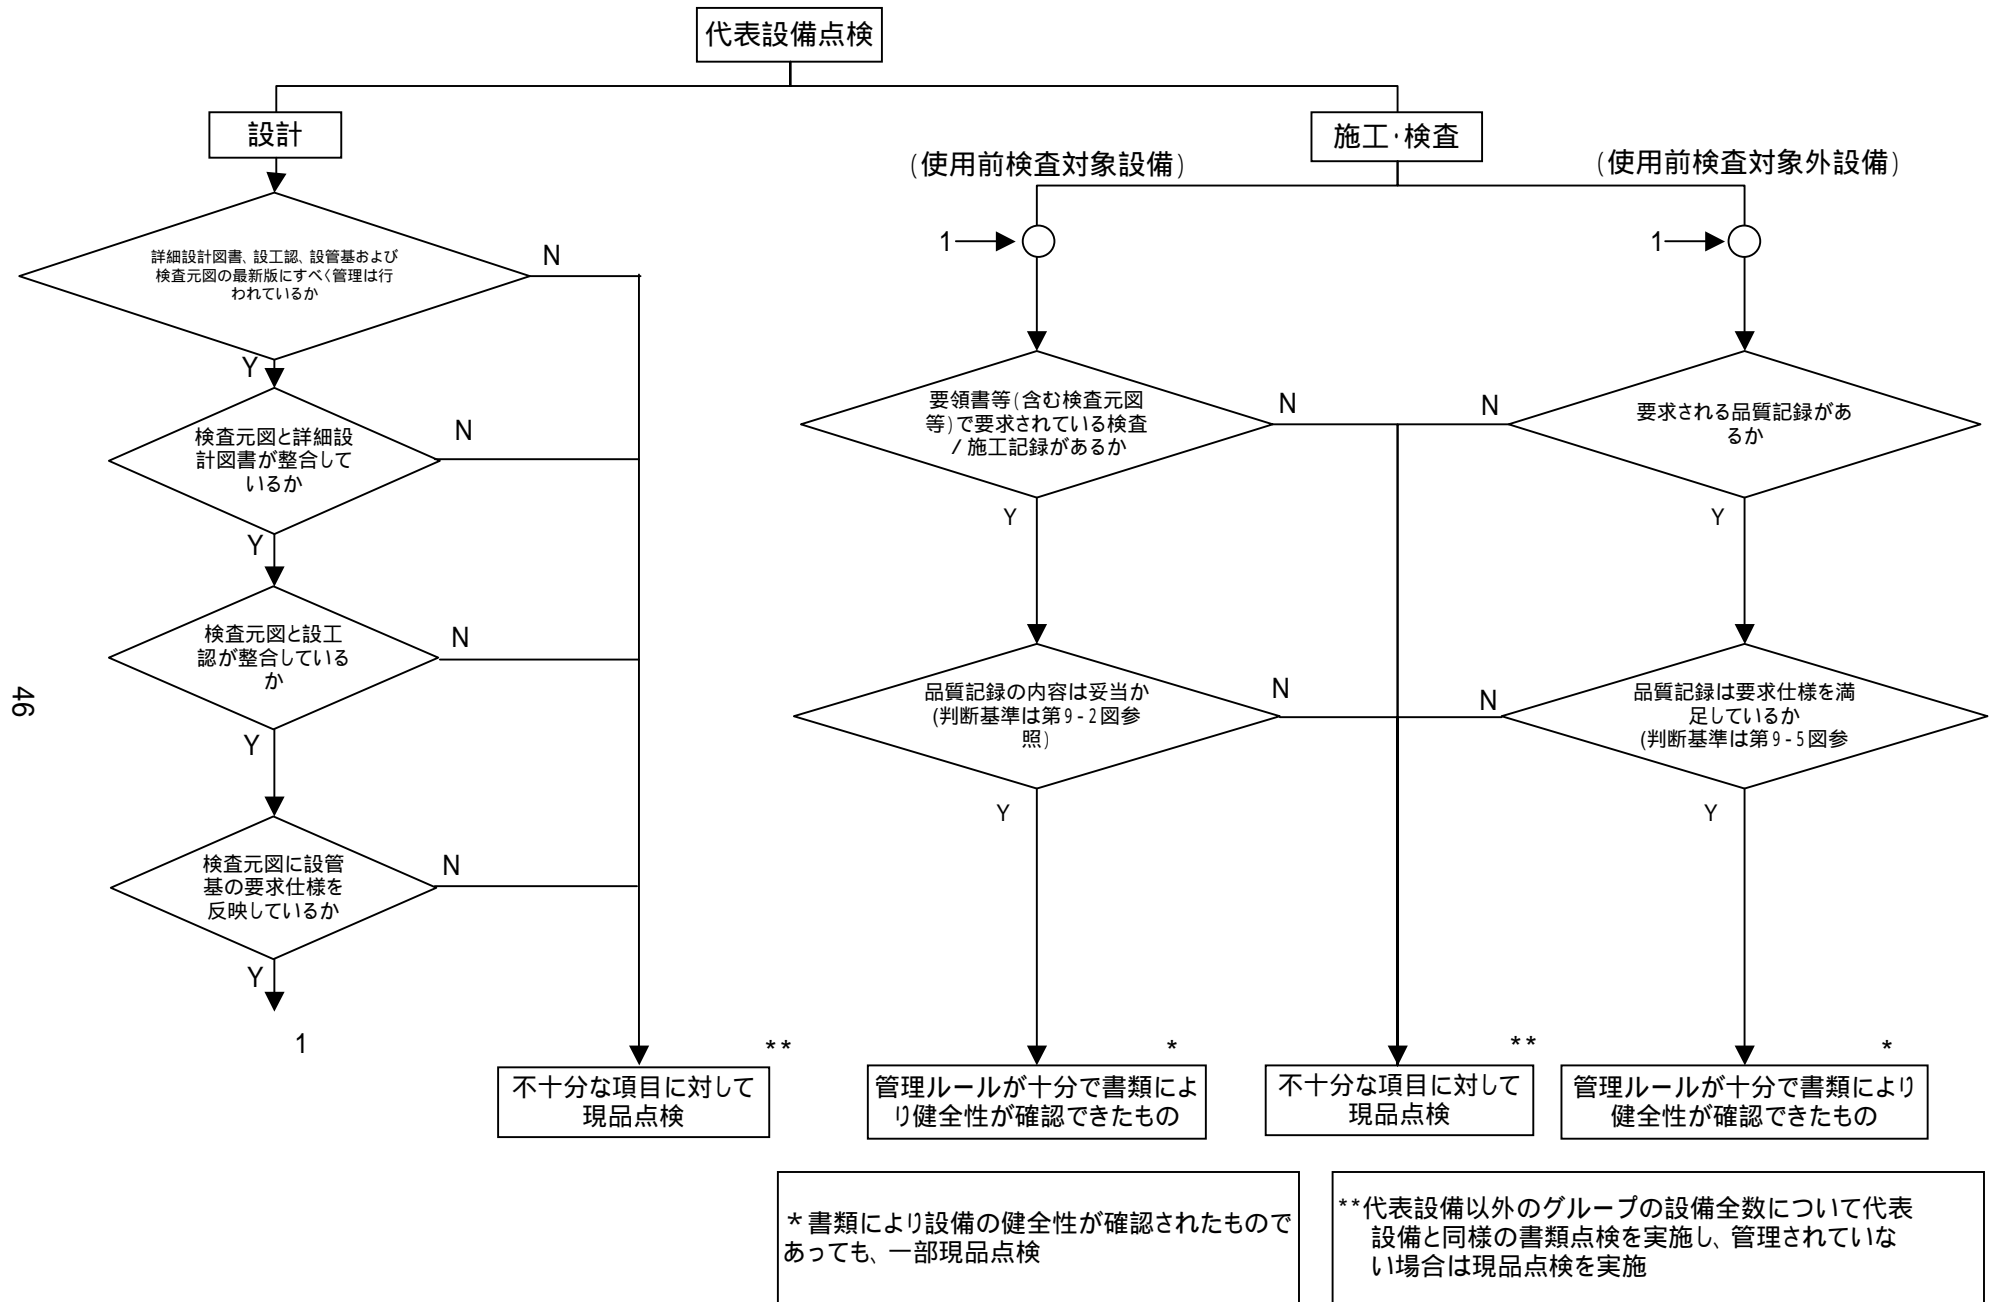 代表設備点検
設計
詳細設計図書、設工認、設管基および
検査元図の最新版にすべく管理は行
われているか
N
Y
検査元図と詳細設
計図書が整合して
いるか
N
Y
検査元図と設工
認が整合している
か
N
Y
検査元図に設管
基の要求仕様を
反映しているか
N
Y
1
**
不十分な項目に対して
現品点検
施工・検査
(使用前検査対象設備)
1
要領書等(含む検査元図
等)で要求されている検査
/施工記録があるか
N
Y
品質記録の内容は妥当か
(判断基準は第9-2図参
照)
N
Y
*
管理ルールが十分で書類によ
り健全性が確認できたもの
**
不十分な項目に対して
現品点検
(使用前検査対象外設備)
1
要求される品質記録があ
るか
N
Y
品質記録は要求仕様を満
足しているか
(判断基準は第9-5図参
N
Y
*
管理ルールが十分で書類により
健全性が確認できたもの
*書類により設備の健全性が確認されたもので
あっても、一部現品点検
**代表設備以外のグループの設備全数について代表
設備と同様の書類点検を実施し、管理されていな
い場合は現品点検を実施
46